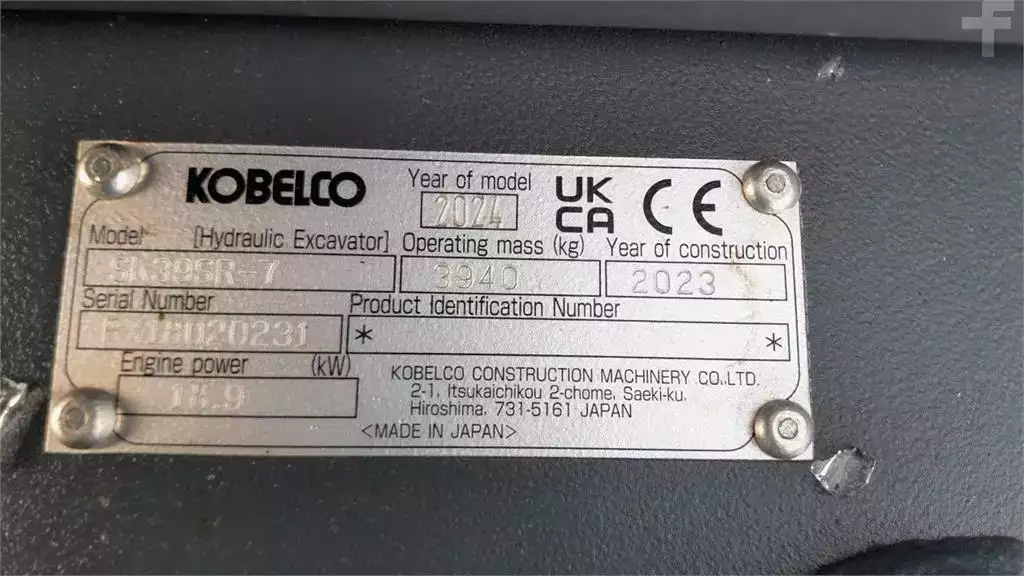 KOBELCO
Year of model
2024
UK
CA
CE
Model [Hydraulic Excavator]
Operating mass (kg)
3940
Year of construction
2023
Serial Number
Product Identification Number
* *
Engine power (kW)
18.9
KOBELCO CONSTRUCTION MACHINERY CO.,LTD.
2-1, Itsukaichikou 2-chome, Saeki-ku,
Hiroshima, 731-5161 JAPAN
<MADE IN JAPAN>